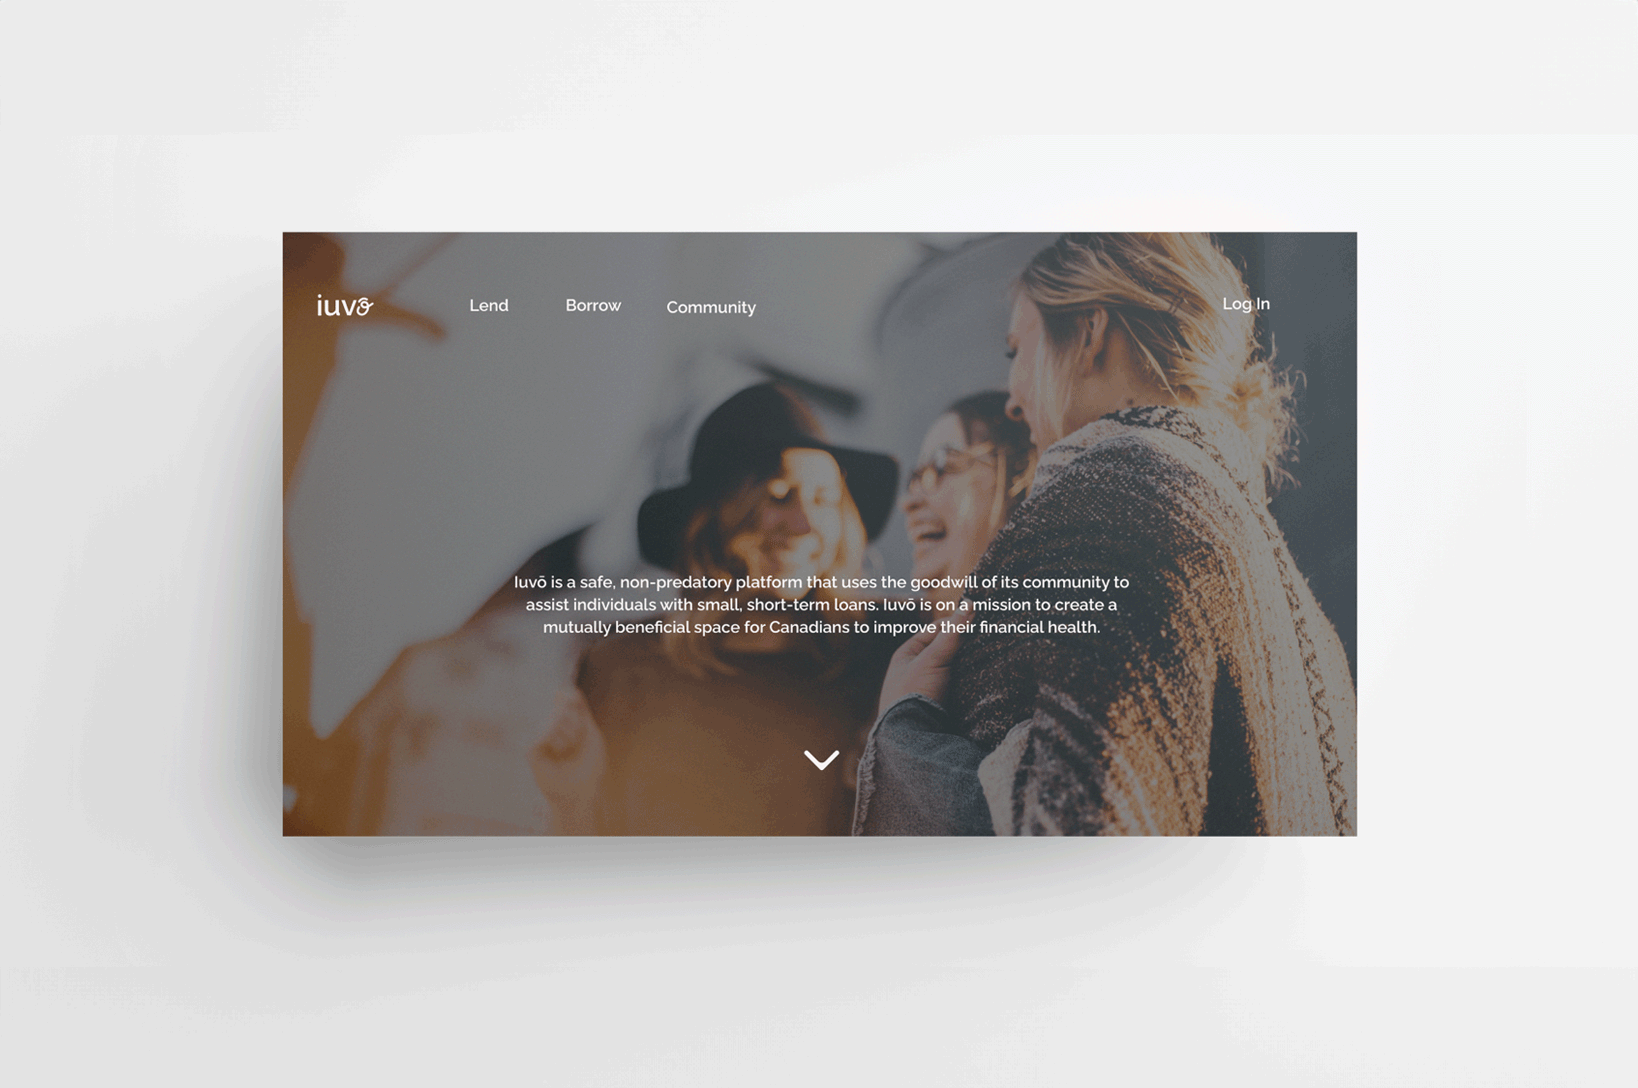 iuvō
Lend
Borrow
Community
Log In
Iuvō is a safe, non-predatory platform that uses the goodwill of its community to
assist individuals with small, short-term loans. Iuvō is on a mission to create a
mutually beneficial space for Canadians to improve their financial health.